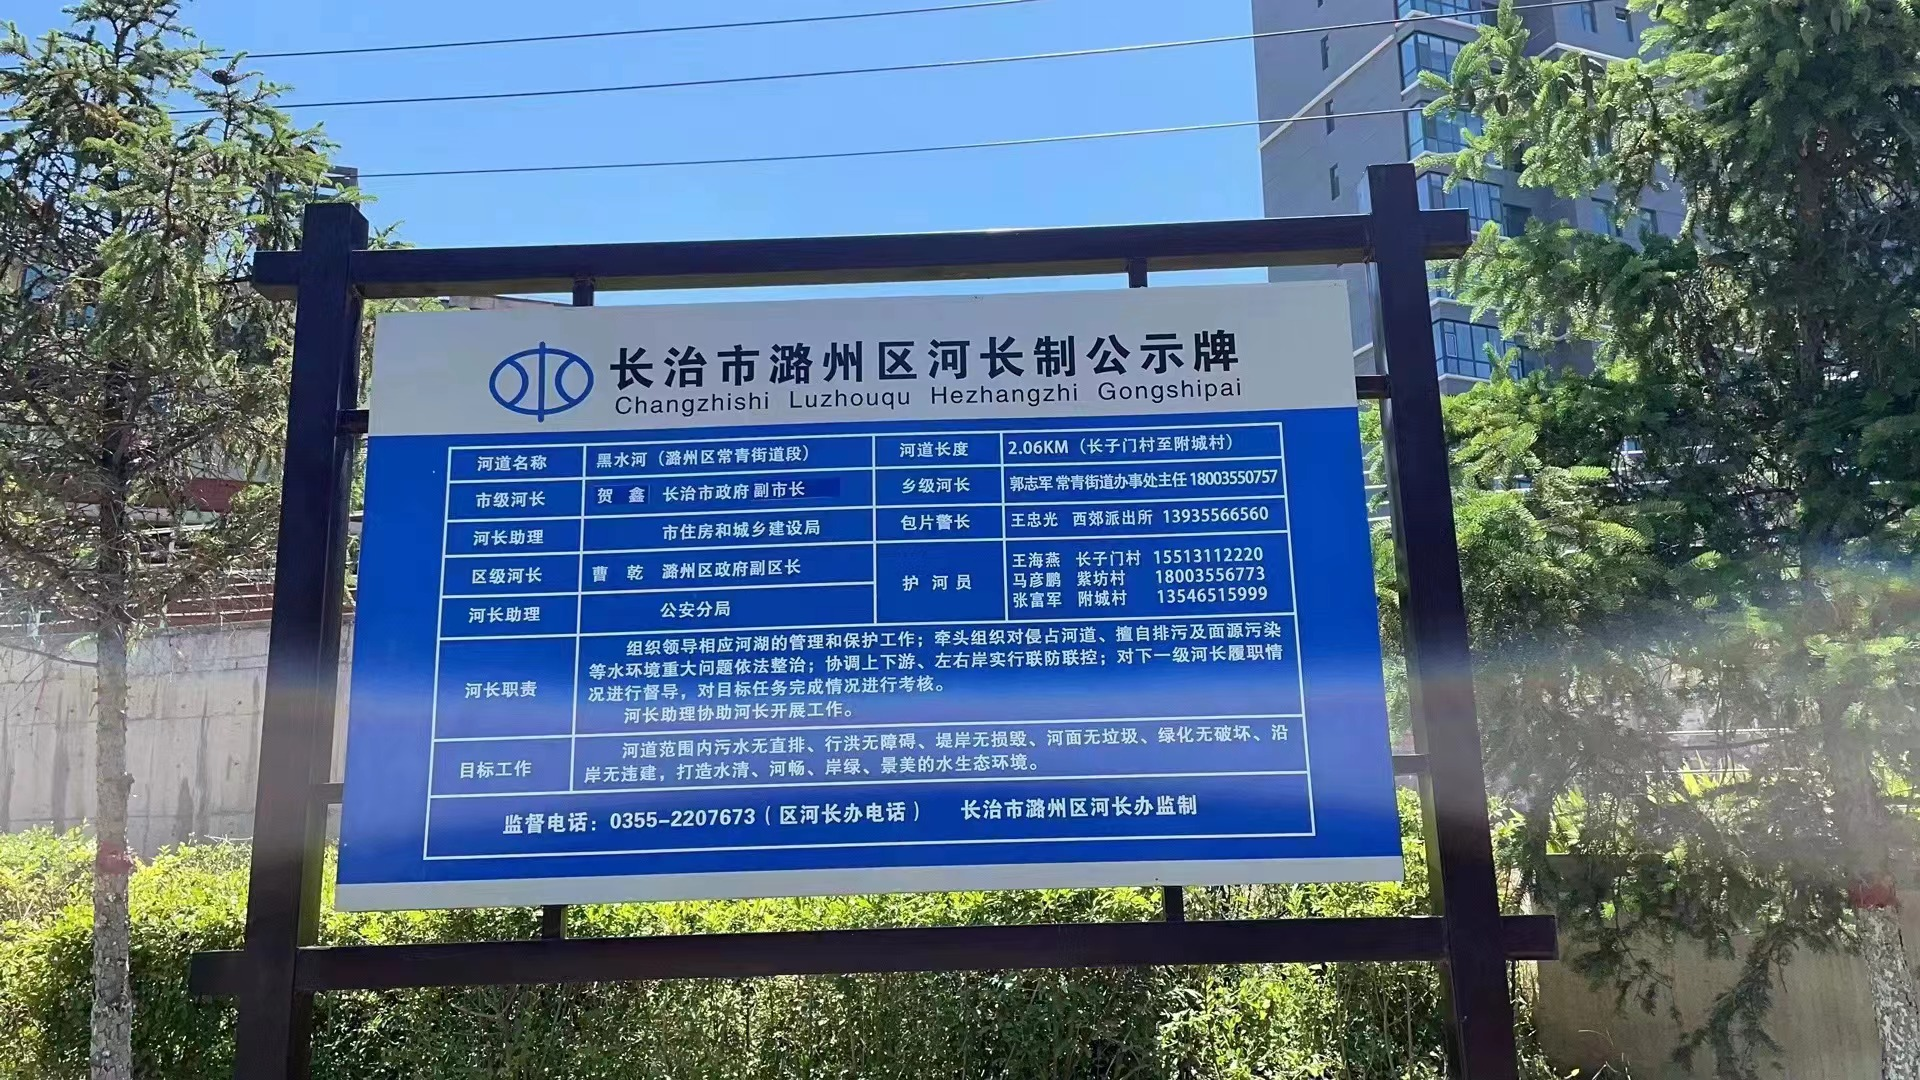 长治市潞州区河长制公示牌
Changzhishi Luzhouqu Hezhangzhi Gongshipai
河道名称 黑水河（潞州区常青街道段） 河道长度 2.06KM（长子门村至附城村）
市级河长 贺 鑫 长治市政府副市长 乡级河长 郭志军 常青街道办事处主任 18003550757
河长助理 市住房和城乡建设局 包片警长 王忠光 西郊派出所 13935566560
区级河长 曹 乾 潞州区政府副区长
河长助理 公安分局
护河员 王海燕 长子门村 15513112220
马彦鹏 紫坊村 18003556773
张富军 附城村 13546515999
河长职责 组织领导相应河湖的管理和保护工作；牵头组织对侵占河道、擅自排污及面源污染
等水环境重大问题依法整治；协调上下游、左右岸实行联防联控；对下一级河长履职情
况进行督导，对目标任务完成情况进行考核。
河长助理协助河长开展工作。
目标工作 河道范围内污水无直排、行洪无障碍、堤岸无损毁、河面无垃圾、绿化无破坏、沿
岸无违建，打造水清、河畅、岸绿、景美的水生态环境。
监督电话：0355-2207673（区河长办电话） 长治市潞州区河长办监制